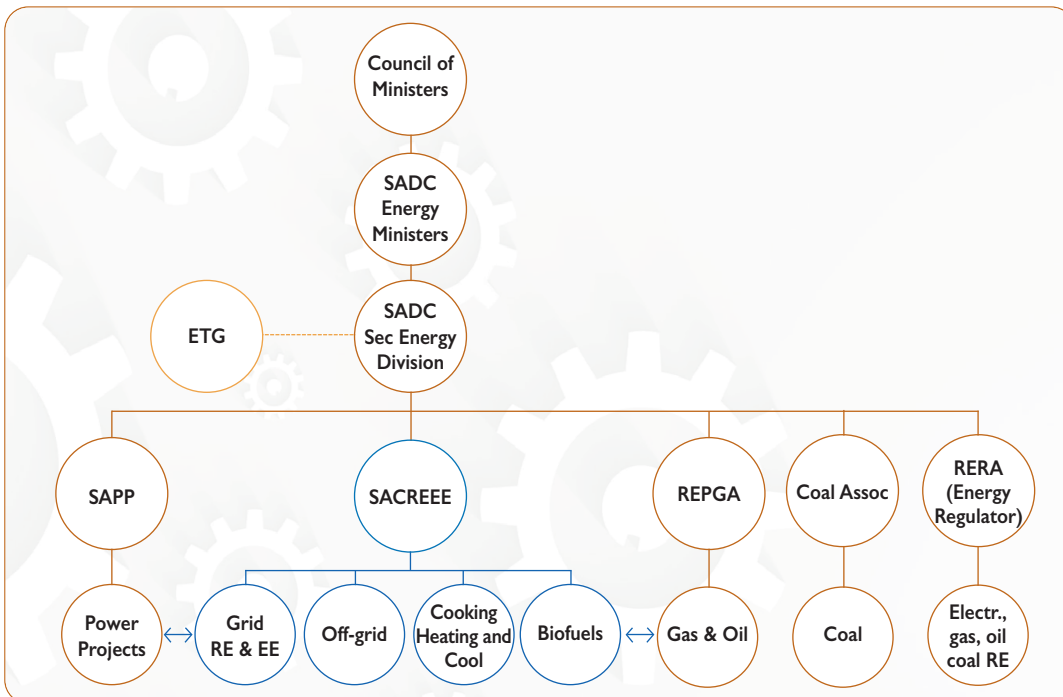 Council of
Ministers
SADC
Energy
Ministers
ETG
SADC
Sec Energy
Division
SAPP
SACREEE
REPGA
Coal Assoc
RERA
(Energy
Regulator)
Power
Projects
Grid
RE & EE
Off-grid
Cooking
Heating and
Cool
Biofuels
Gas & Oil
Coal
Electr.,
gas, oil
coal RE